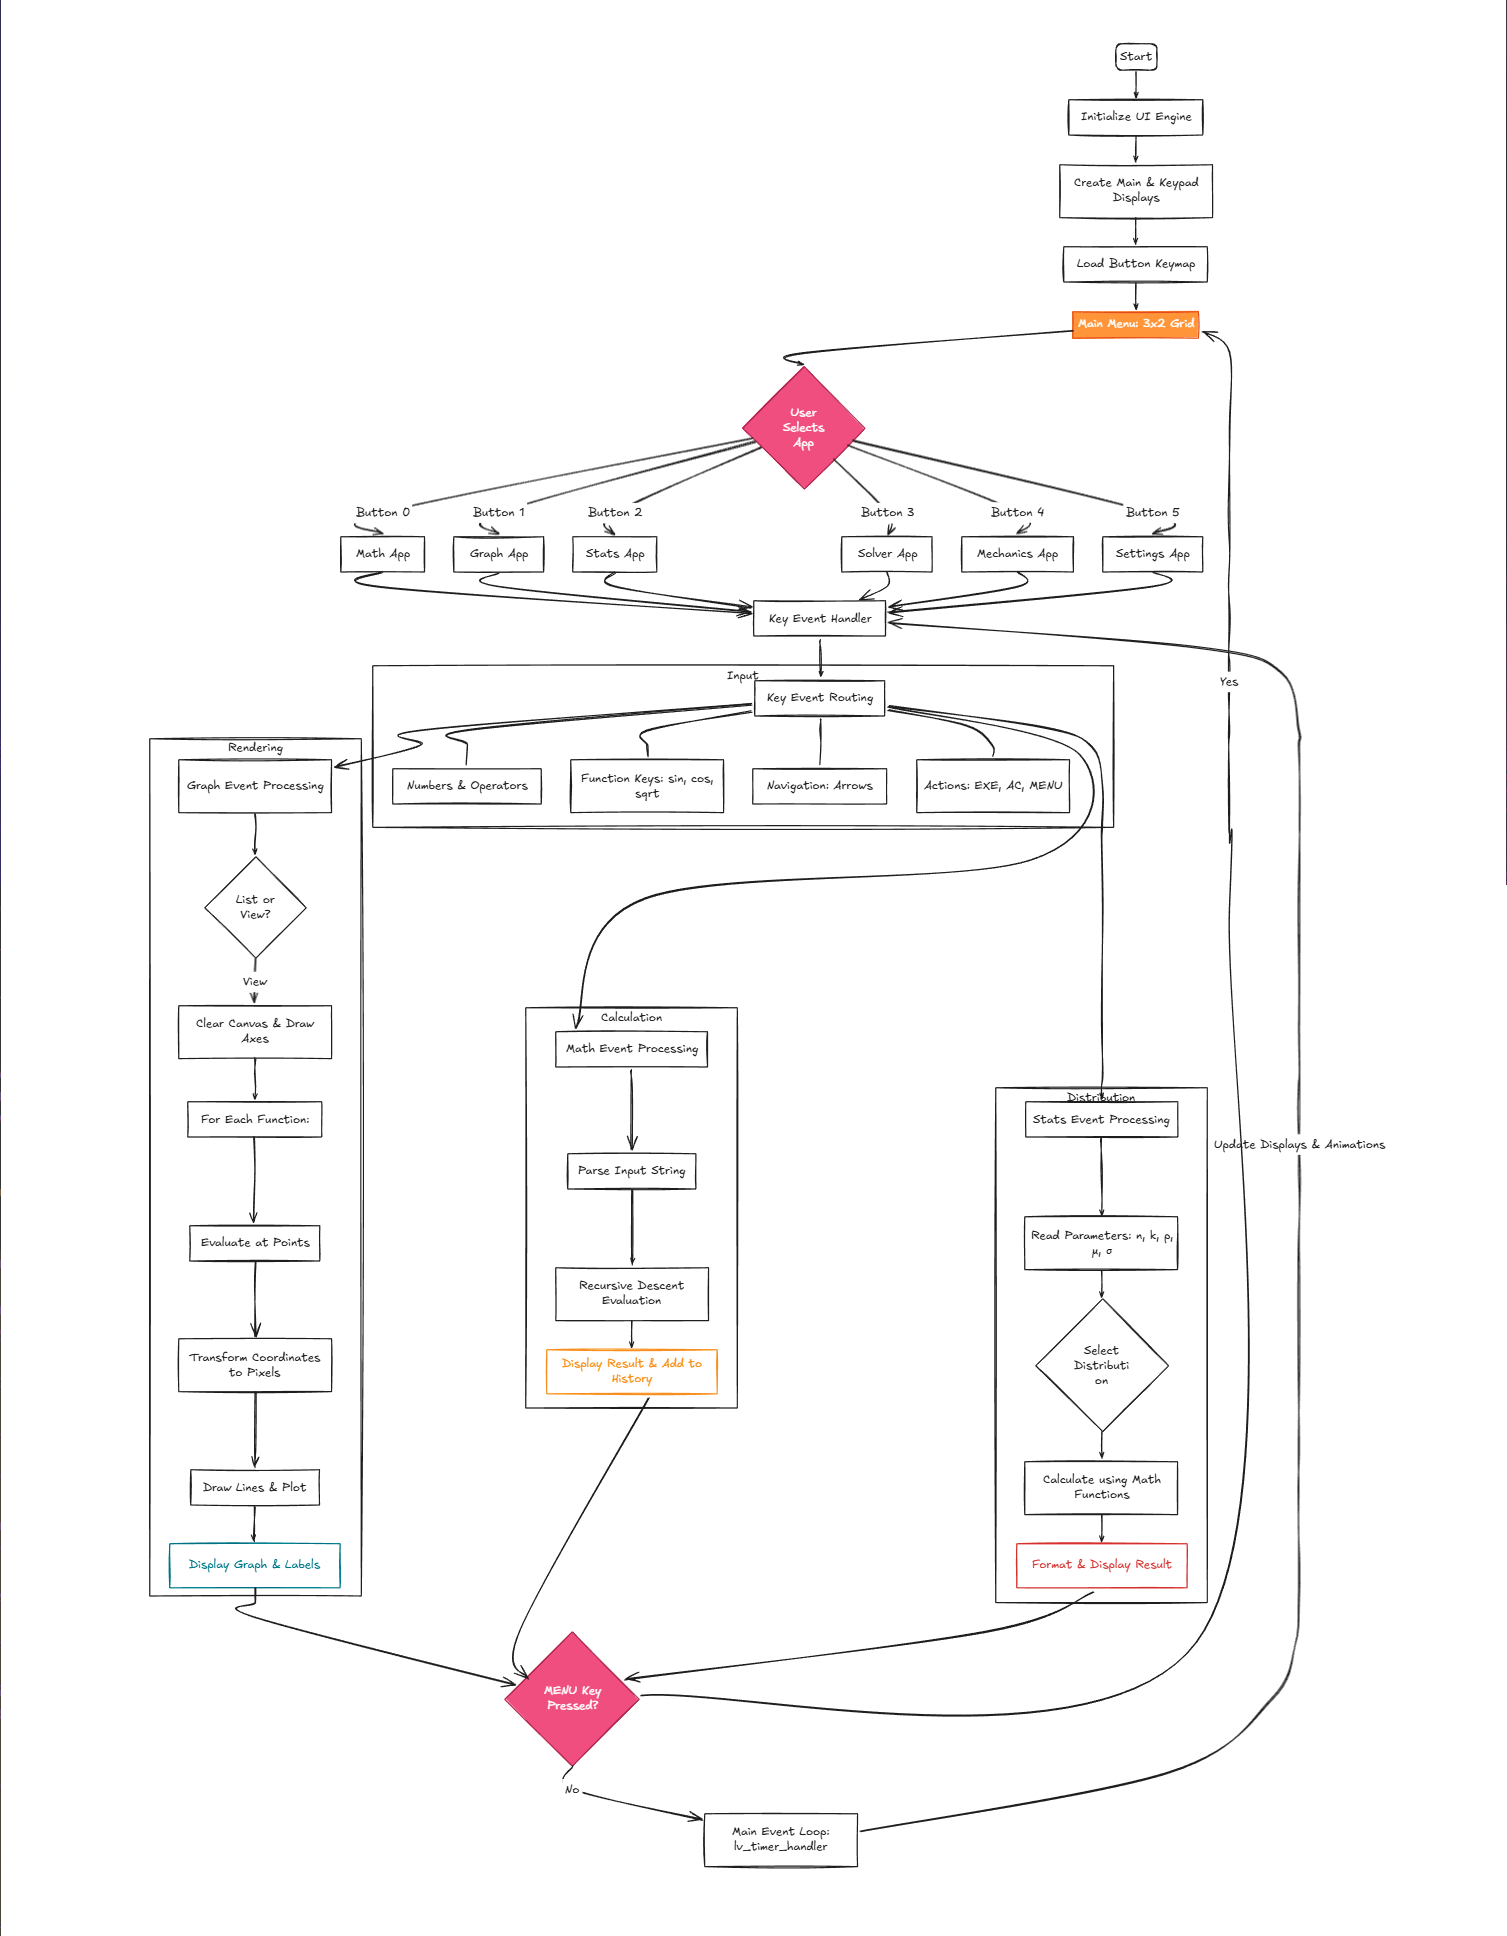 Start
Initialize UI Engine
Create Main & Keypad
Displays
Load Button Keymap
Main Menu: 3x2 Grid
User
Selects
App
Button 0
Button 1
Button 2
Button 3
Button 4
Button 5
Math App
Graph App
Stats App
Solver App
Mechanics App
Settings App
Key Event Handler
Input
Key Event Routing
Yes
Numbers & Operators
Function Keys: sin, cos,
sqrt
Navigation: Arrows
Actions: EXE, AC, MENU
Rendering
Graph Event Processing
List or
View?
View
Clear Canvas & Draw
Axes
For Each Function:
Evaluate at Points
Transform Coordinates
to Pixels
Draw Lines & Plot
Display Graph & Labels
Calculation
Math Event Processing
Parse Input String
Recursive Descent
Evaluation
Display Result & Add to
History
Distribution
Stats Event Processing
Update Displays & Animations
Read Parameters: n, k, p,
μ, σ
Select
Distributi
on
Calculate using Math
Functions
Format & Display Result
MENU Key
Pressed?
No
Main Event Loop:
lv_timer_handler